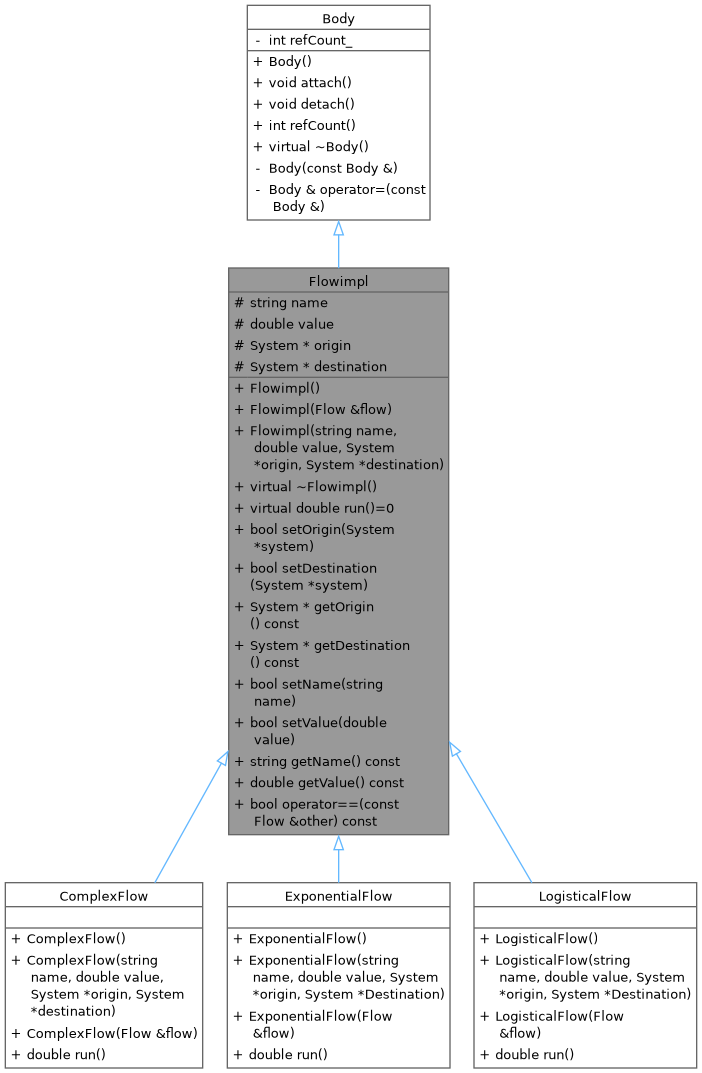 Body
- int refCount_
+ Body()
+ void attach()
+ void detach()
+ int refCount()
+ virtual ~Body()
- Body(const Body &)
- Body & operator=(const
Body &)
Flowimpl
# string name
# double value
# System * origin
# System * destination
+ Flowimpl()
+ Flowimpl(Flow &flow)
+ Flowimpl(string name,
double value, System
*origin, System *destination)
+ virtual ~Flowimpl()
+ virtual double run()=0
+ bool setOrigin(System
*system)
+ bool setDestination
(System *system)
+ System * getOrigin
() const
+ System * getDestination
() const
+ bool setName(string
name)
+ bool setValue(double
value)
+ string getName() const
+ double getValue() const
+ bool operator==(const
Flow &other) const
ComplexFlow
+ ComplexFlow()
+ ComplexFlow(string
name, double value,
System *origin, System
*destination)
+ ComplexFlow(Flow &flow)
+ double run()
ExponentialFlow
+ ExponentialFlow()
+ ExponentialFlow(string
name, double value, System
*origin, System *Destination)
+ ExponentialFlow(Flow
&flow)
+ double run()
LogisticalFlow
+ LogisticalFlow()
+ LogisticalFlow(string
name, double value, System
*origin, System *Destination)
+ LogisticalFlow(Flow
&flow)
+ double run()